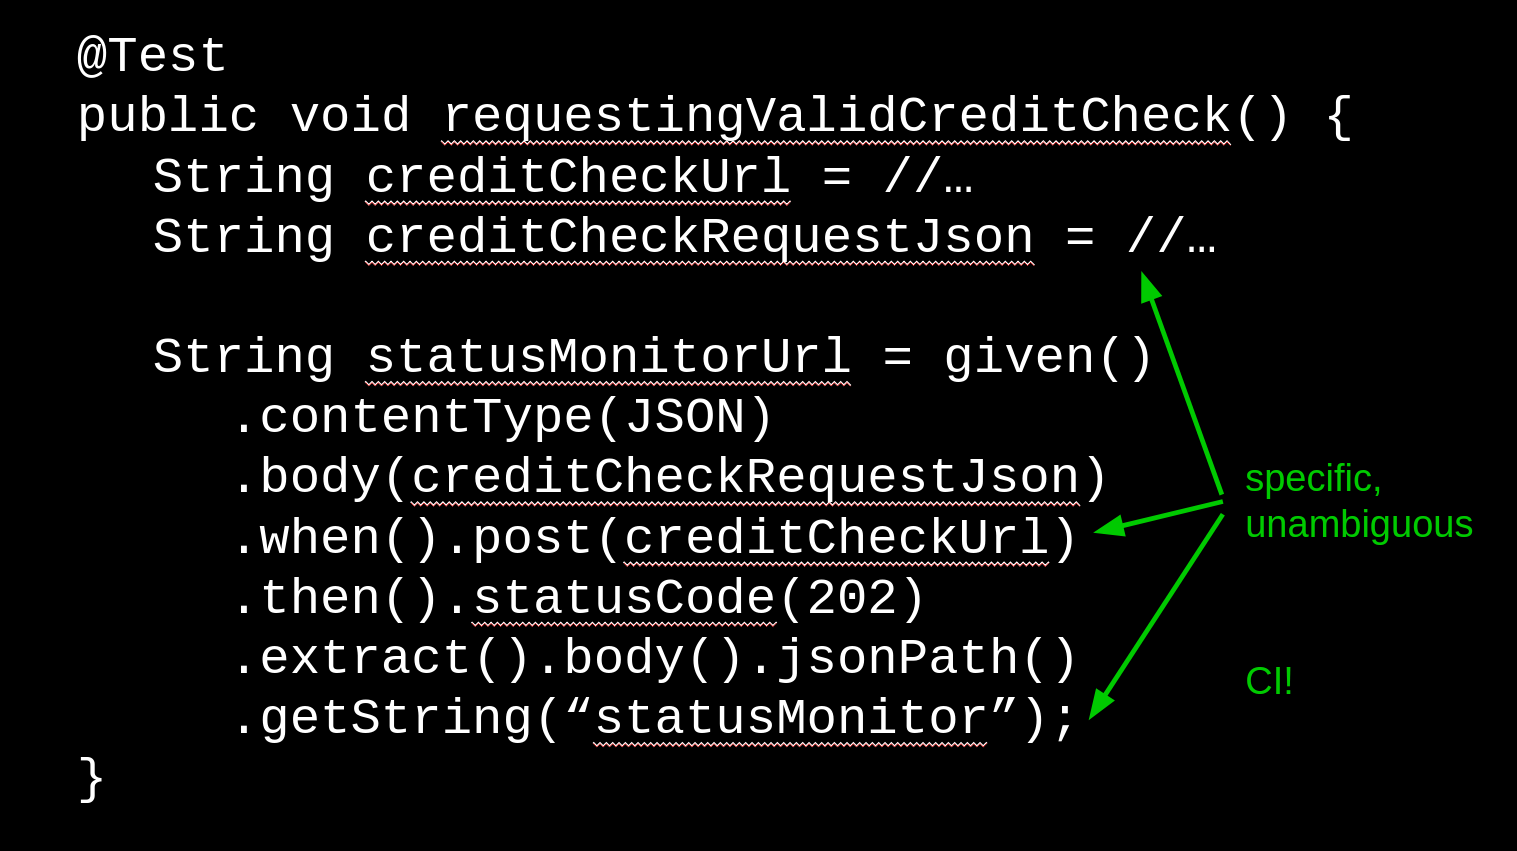 @Test
public void requestingValidCreditCheck() {
String creditCheckUrl = //…
String creditCheckRequestJson = //…
String statusMonitorUrl = given()
.contentType(JSON)
.body(creditCheckRequestJson)
.when().post(creditCheckUrl)
.then().statusCode(202)
.extract().body().jsonPath()
.getString(“statusMonitor”);
}
specific,
unambiguous
CI!